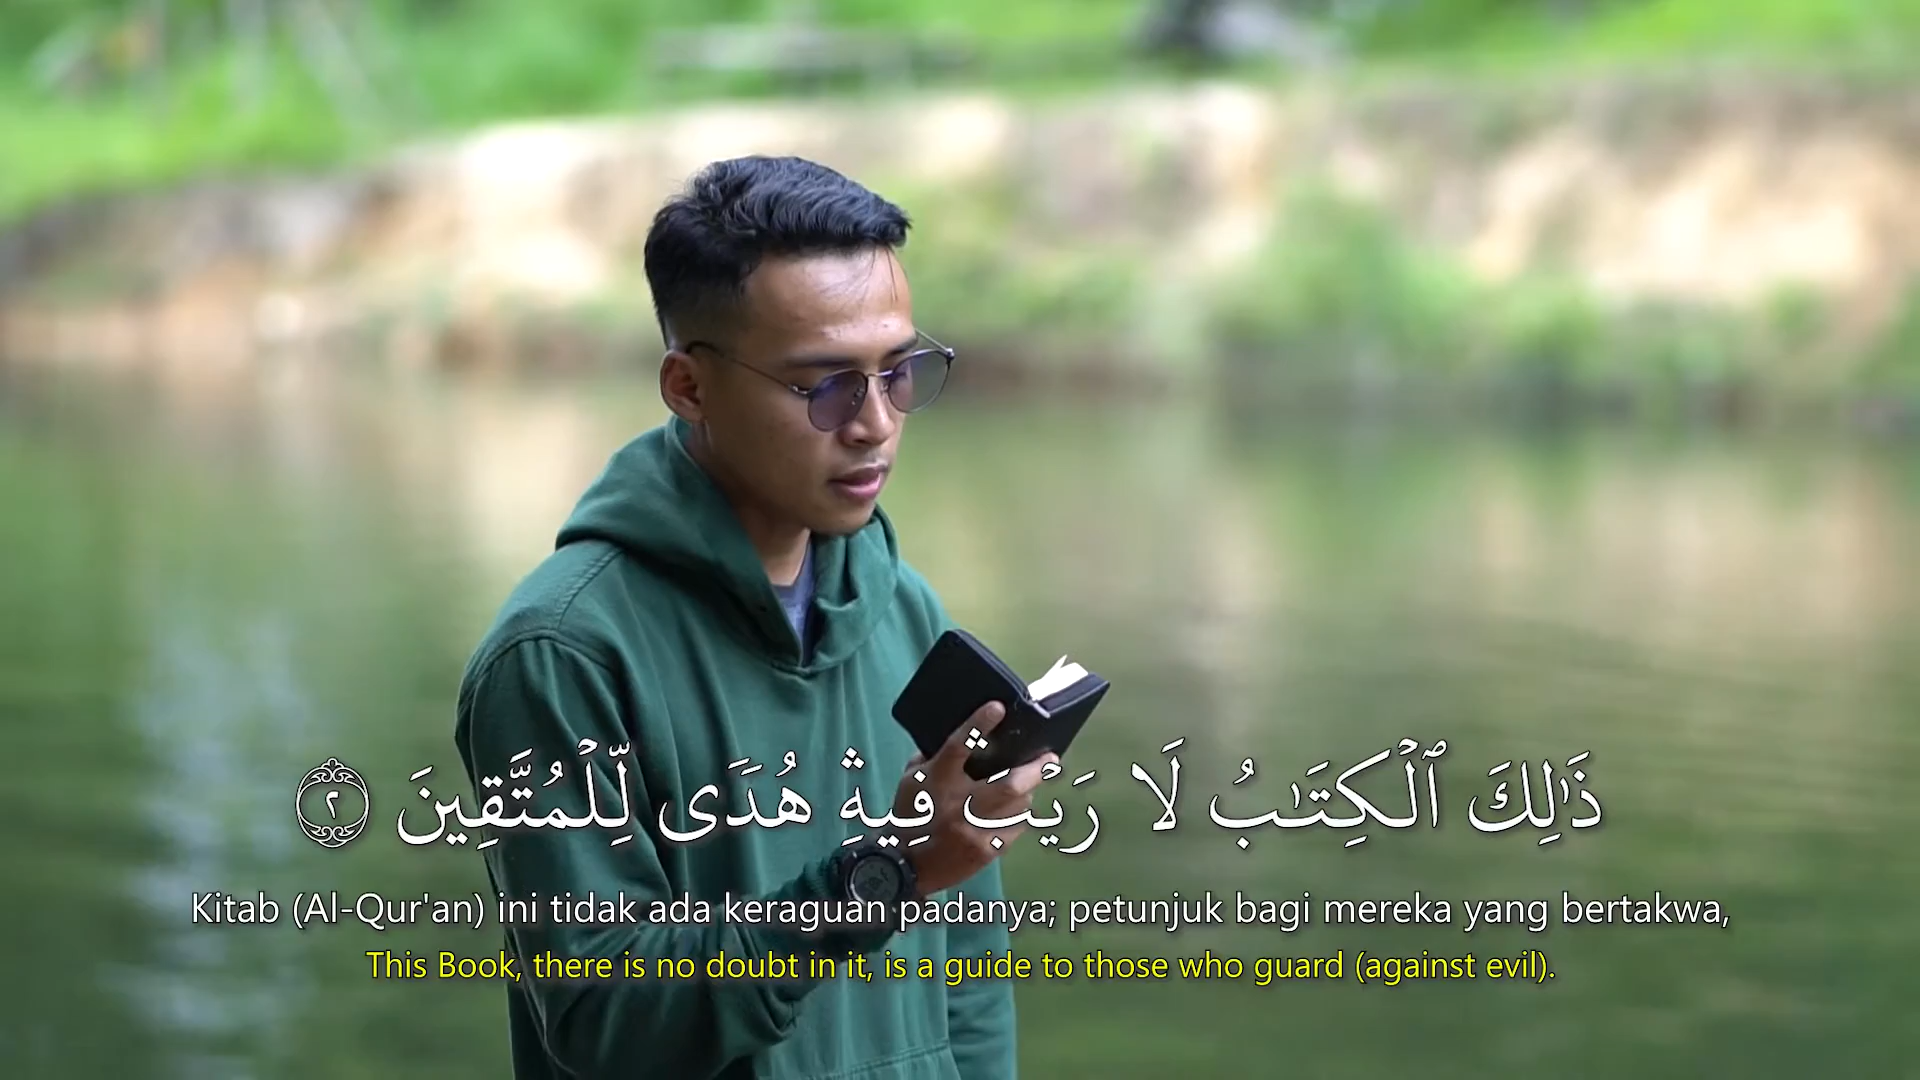 ذَٰلِكَ ٱلْكِتَـٰبُ لَا رَيْبَ ۛ فِيهِ ۛ هُدًى لِّلْمُتَّقِينَ ٢
Kitab (Al-Qur'an) ini tidak ada keraguan padanya; petunjuk bagi mereka yang bertakwa,
This Book, there is no doubt in it, is a guide to those who guard (against evil).